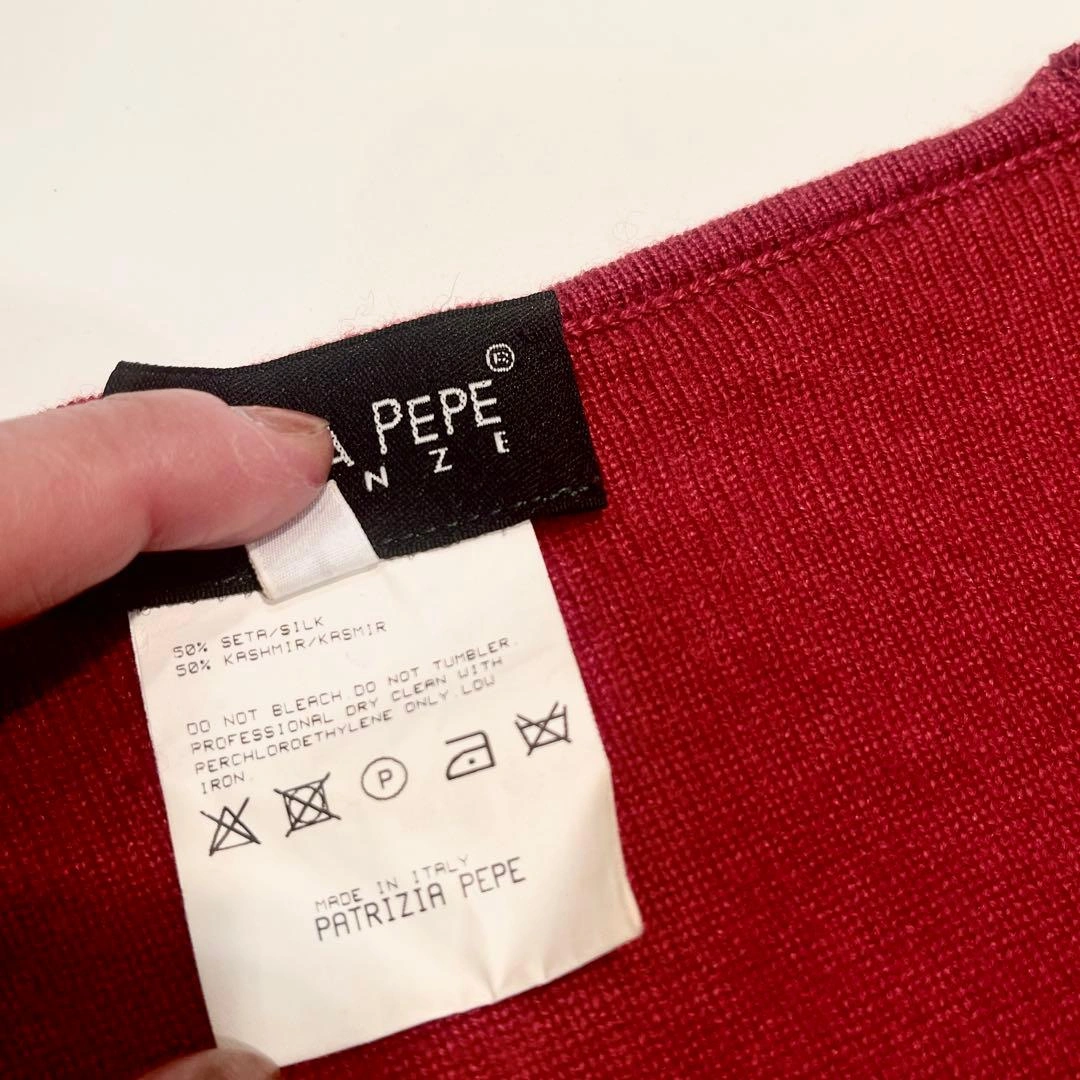 A PEPE®
N Z E
50% SETA/SILK
50% KASHMIR/KASMIR
DO NOT BLEACH.DO NOT TUMBLER.
PROFESSIONAL DRY CLEAN WITH
PERCHLOROETHYLENE ONLY.LOW
IRON.
P
MADE IN ITALY
PATRIZIA PEPE